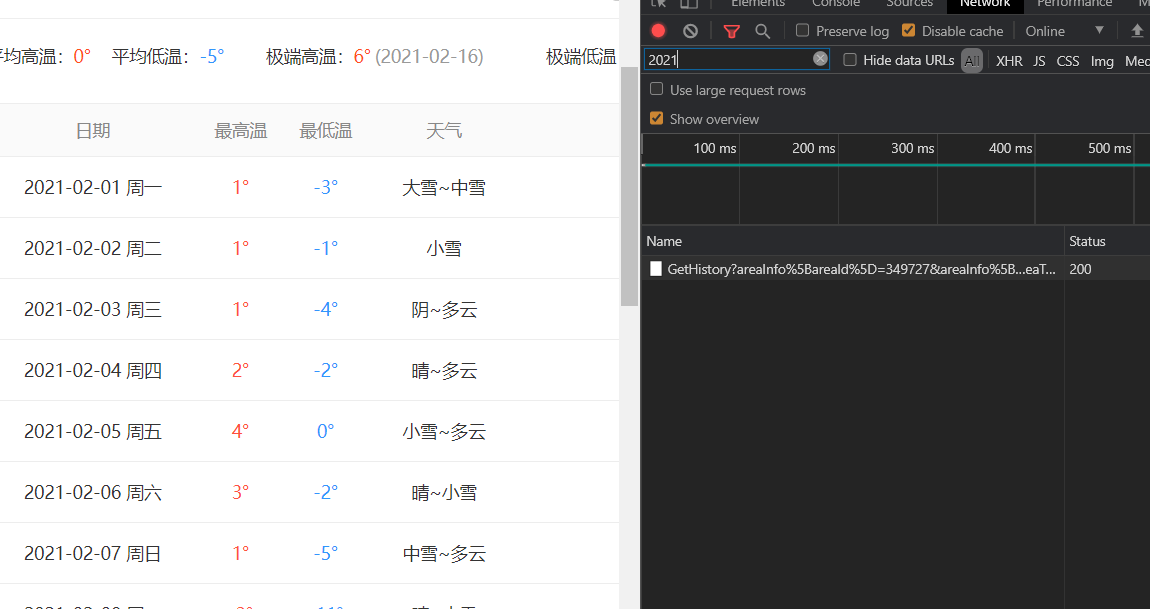 平均高温：0° 平均低温：-5° 极端高温：6° (2021-02-16) 极端低温
日期 最高温 最低温 天气
2021-02-01 周一 1° -3° 大雪~中雪
2021-02-02 周二 1° -1° 小雪
2021-02-03 周三 1° -4° 阴~多云
2021-02-04 周四 2° -2° 晴~多云
2021-02-05 周五 4° 0° 小雪~多云
2021-02-06 周六 3° -2° 晴~小雪
2021-02-07 周日 1° -5° 中雪~多云
Elements Console Sources Network Performance
Preserve log Disable cache Online
2021 Hide data URLs All XHR JS CSS Img Mec
Use large request rows
Show overview
100 ms 200 ms 300 ms 400 ms 500 ms
Name Status
GetHistory?areaInfo%5BareaId%5D=349727&areaInfo%5B...eaT... 200